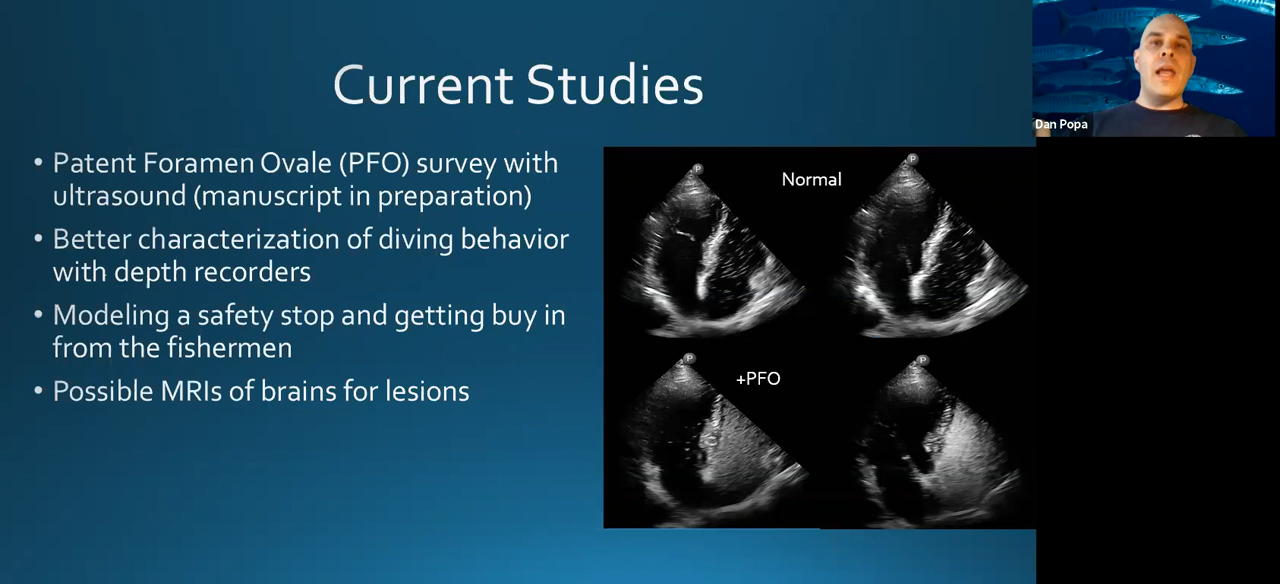 Current Studies
• Patent Foramen Ovale (PFO) survey with
ultrasound (manuscript in preparation)
• Better characterization of diving behavior
with depth recorders
• Modeling a safety stop and getting buy in
from the fishermen
• Possible MRIs of brains for lesions
P
P
Normal
P
P
+PFO
Dan Popa